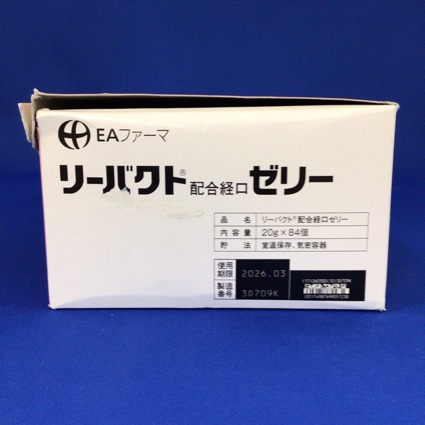 EAファーマ
リーバクト®配合経口ゼリー
品名 リーバクト®配合経口ゼリー
内容量 20g×84個
貯法 室温保存、気密容器
使用期限 2026.03
製造番号 3D709K